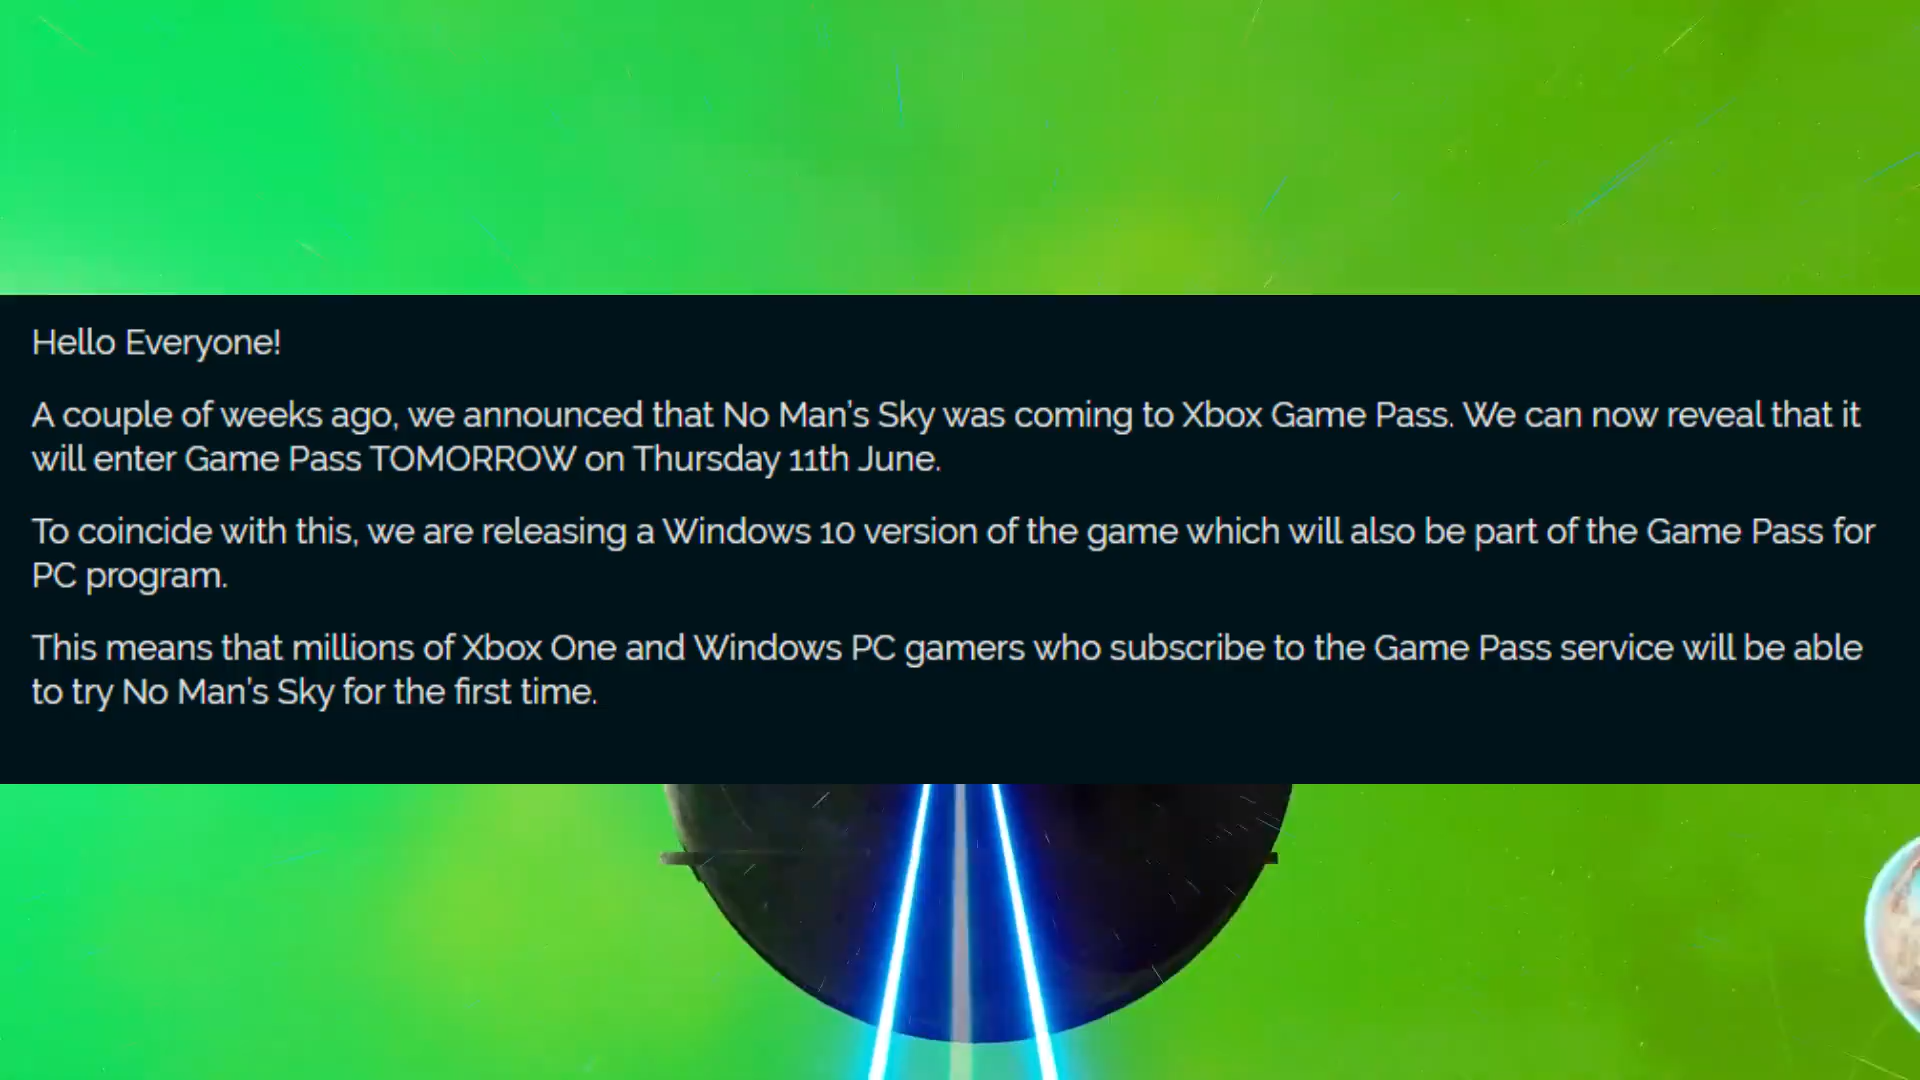 Hello Everyone!
A couple of weeks ago, we announced that No Man's Sky was coming to Xbox Game Pass. We can now reveal that it
will enter Game Pass TOMORROW on Thursday 11th June.
To coincide with this, we are releasing a Windows 10 version of the game which will also be part of the Game Pass for
PC program.
This means that millions of Xbox One and Windows PC gamers who subscribe to the Game Pass service will be able
to try No Man's Sky for the first time.